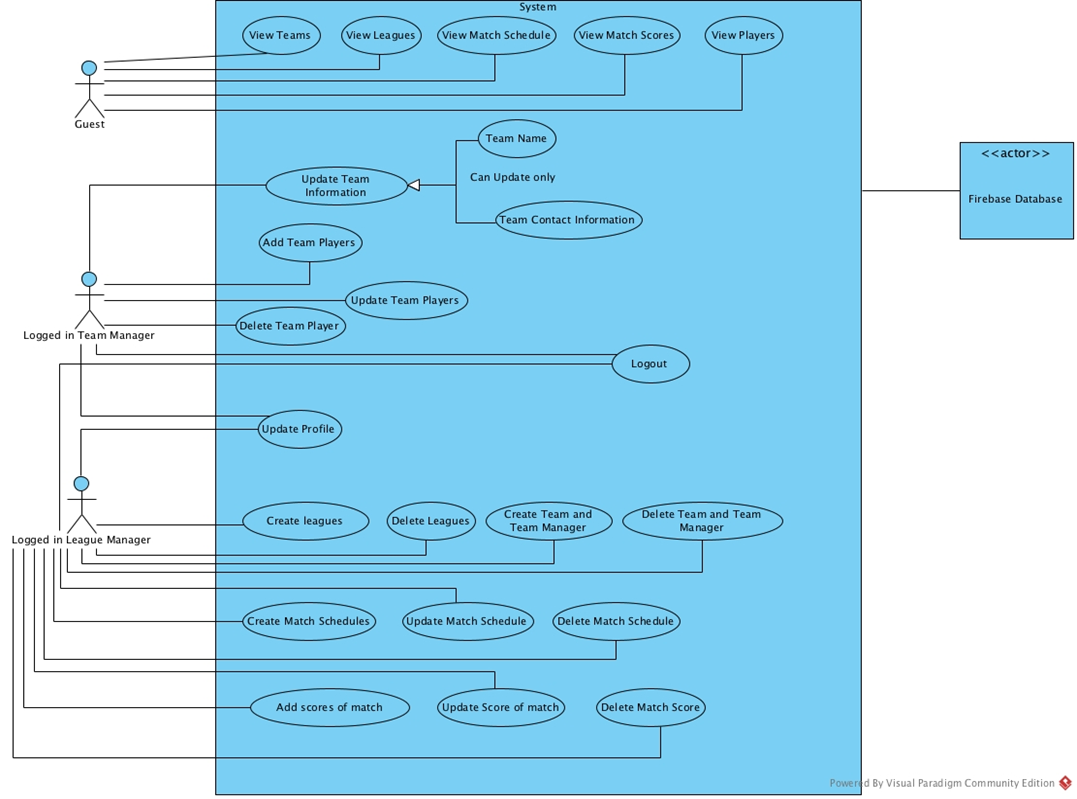 System
View Teams
View Leagues
View Match Schedule
View Match Scores
View Players
Guest
Team Name
<<actor>>
Firebase Database
Can Update only
Update Team
Information
Team Contact Information
Add Team Players
Update Team Players
Delete Team Player
Logged in Team Manager
Logout
Update Profile
Create leagues
Delete Leagues
Create Team and
Team Manager
Delete Team and Team
Manager
Logged in League Manager
Create Match Schedules
Update Match Schedule
Delete Match Schedule
Add scores of match
Update Score of match
Delete Match Score
Powered By Visual Paradigm Community Edition